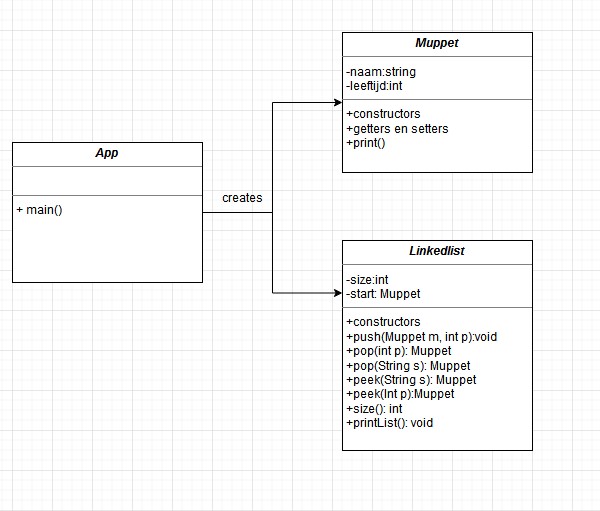 Muppet
-naam:string
-leeftijd:int
+constructors
+getters en setters
+print()
App
+ main()
creates
Linkedlist
-size:int
-start: Muppet
+constructors
+push(Muppet m, int p):void
+pop(int p): Muppet
+pop(String s): Muppet
+peek(String s): Muppet
+peek(Int p):Muppet
+size(): int
+printList(): void